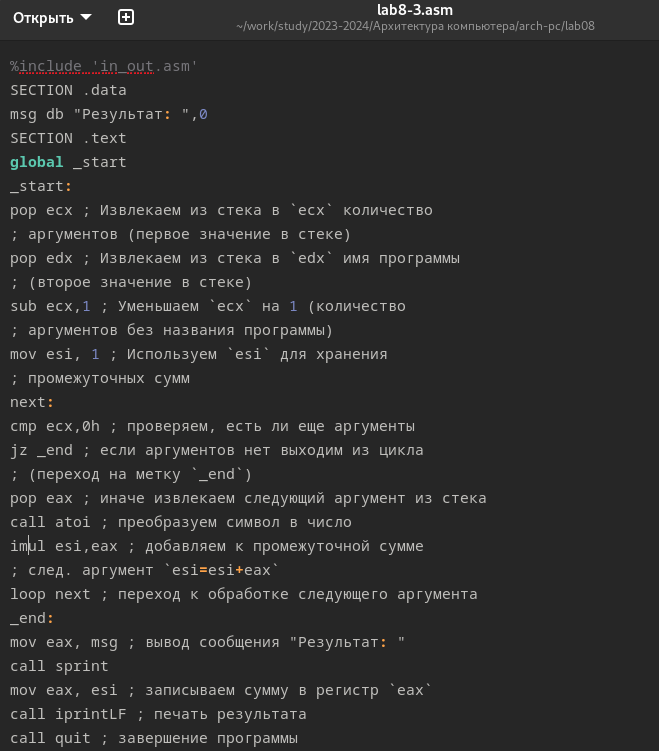 Открыть
lab8-3.asm
~/work/study/2023-2024/Архитектура компьютера/arch-pc/lab08
%include 'in_out.asm'
SECTION .data
msg db "Результат: ",0
SECTION .text
global _start
_start:
pop ecx ; Извлекаем из стека в `ecx` количество
; аргументов (первое значение в стеке)
pop edx ; Извлекаем из стека в `edx` имя программы
; (второе значение в стеке)
sub ecx,1 ; Уменьшаем `ecx` на 1 (количество
; аргументов без названия программы)
mov esi, 1 ; Используем `esi` для хранения
; промежуточных сумм
next:
cmp ecx,0h ; проверяем, есть ли еще аргументы
jz _end ; если аргументов нет выходим из цикла
; (переход на метку `_end`)
pop eax ; иначе извлекаем следующий аргумент из стека
call atoi ; преобразуем символ в число
imul esi,eax ; добавляем к промежуточной сумме
; след. аргумент `esi=esi+eax`
loop next ; переход к обработке следующего аргумента
_end:
mov eax, msg ; вывод сообщения "Результат: "
call sprint
mov eax, esi ; записываем сумму в регистр `eax`
call iprintLF ; печать результата
call quit ; завершение программы